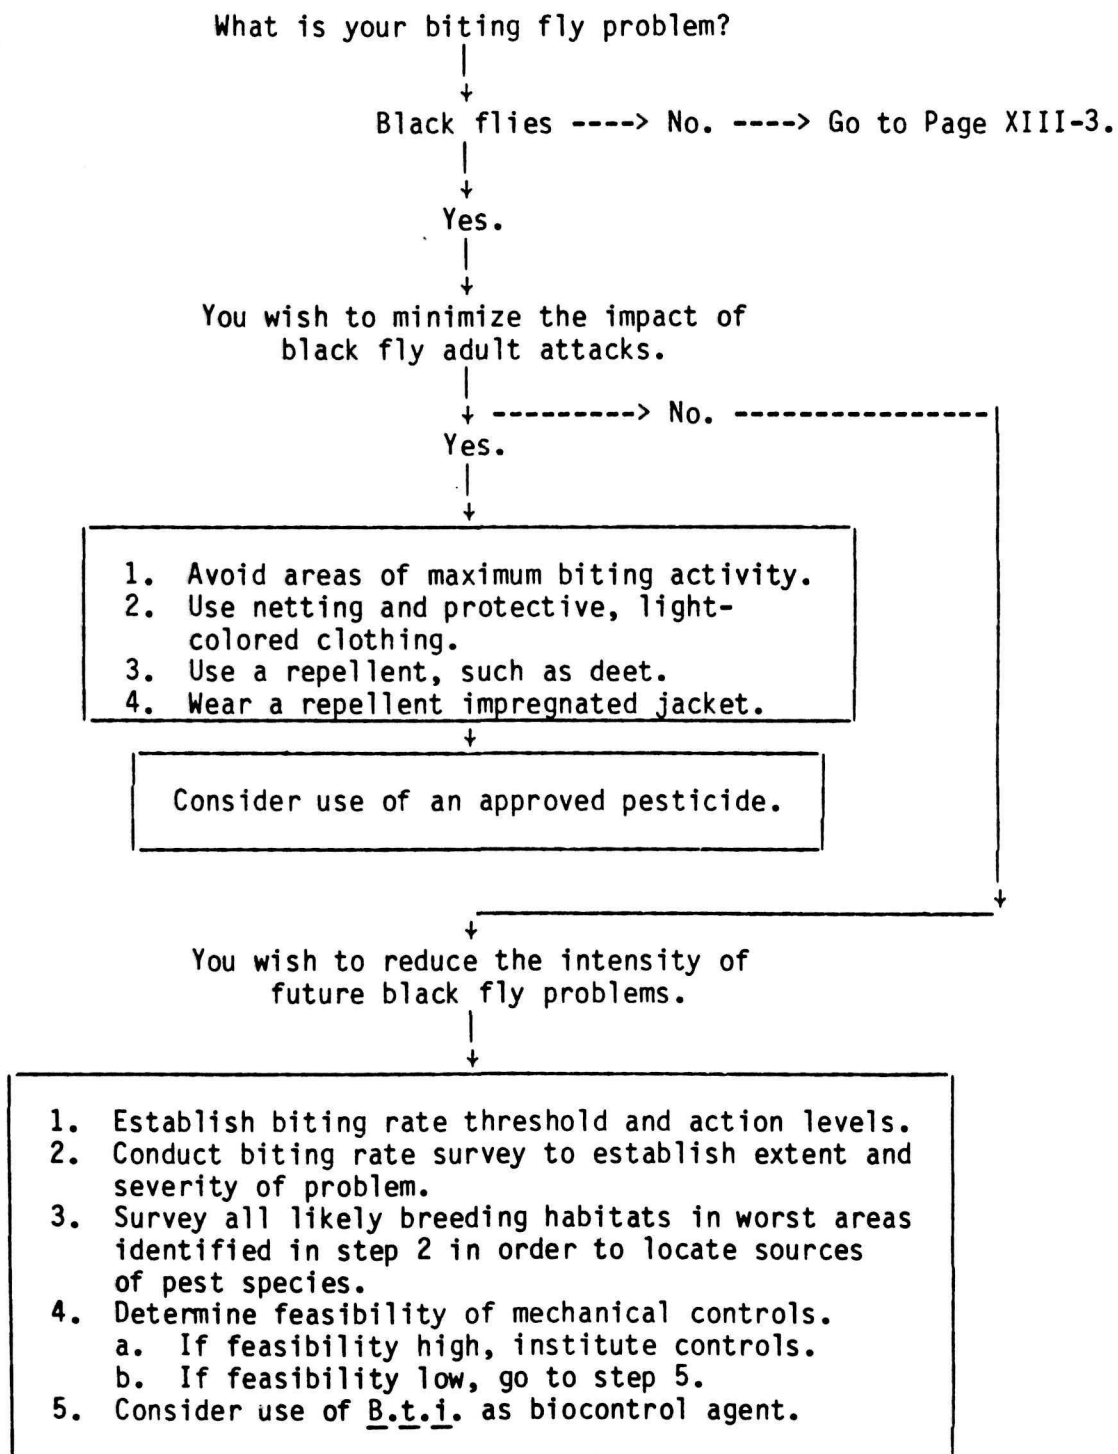 What is your biting fly problem?
Black flies ----> No. ----> Go to Page XIII-3.
Yes.
You wish to minimize the impact of
black fly adult attacks.
---------> No. ----------------
Yes.
1. Avoid areas of maximum biting activity.
2. Use netting and protective, light-
colored clothing.
3. Use a repellent, such as deet.
4. Wear a repellent impregnated jacket.
Consider use of an approved pesticide.
You wish to reduce the intensity of
future black fly problems.
1. Establish biting rate threshold and action levels.
2. Conduct biting rate survey to establish extent and
severity of problem.
3. Survey all likely breeding habitats in worst areas
identified in step 2 in order to locate sources
of pest species.
4. Determine feasibility of mechanical controls.
a. If feasibility high, institute controls.
b. If feasibility low, go to step 5.
5. Consider use of B.t.i. as biocontrol agent.